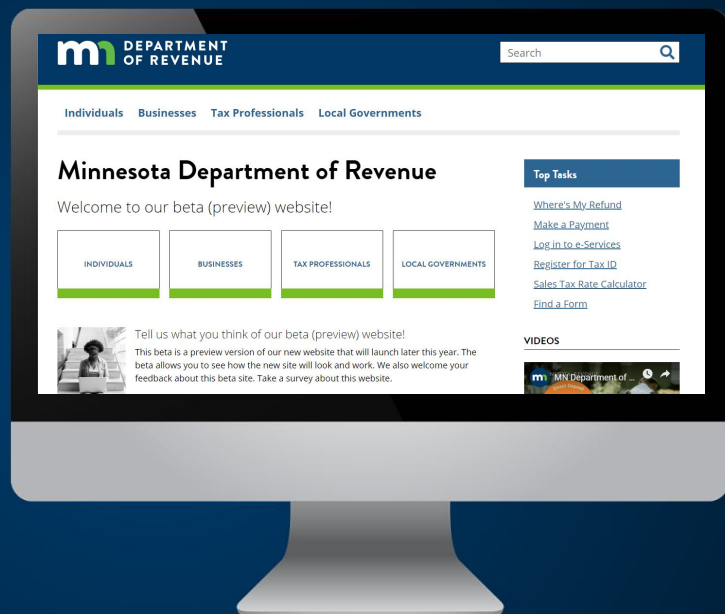 mn DEPARTMENT
OF REVENUE
Search
Individuals Businesses Tax Professionals Local Governments
Minnesota Department of Revenue
Welcome to our beta (preview) website!
INDIVIDUALS
BUSINESSES
TAX PROFESSIONALS
LOCAL GOVERNMENTS
Tell us what you think of our beta (preview) website!
This beta is a preview version of our new website that will launch later this year. The
beta allows you to see how the new site will look and work. We also welcome your
feedback about this beta site. Take a survey about this website.
Top Tasks
Where's My Refund
Make a Payment
Log in to e-Services
Register for Tax ID
Sales Tax Rate Calculator
Find a Form
VIDEOS
MN Department of ...